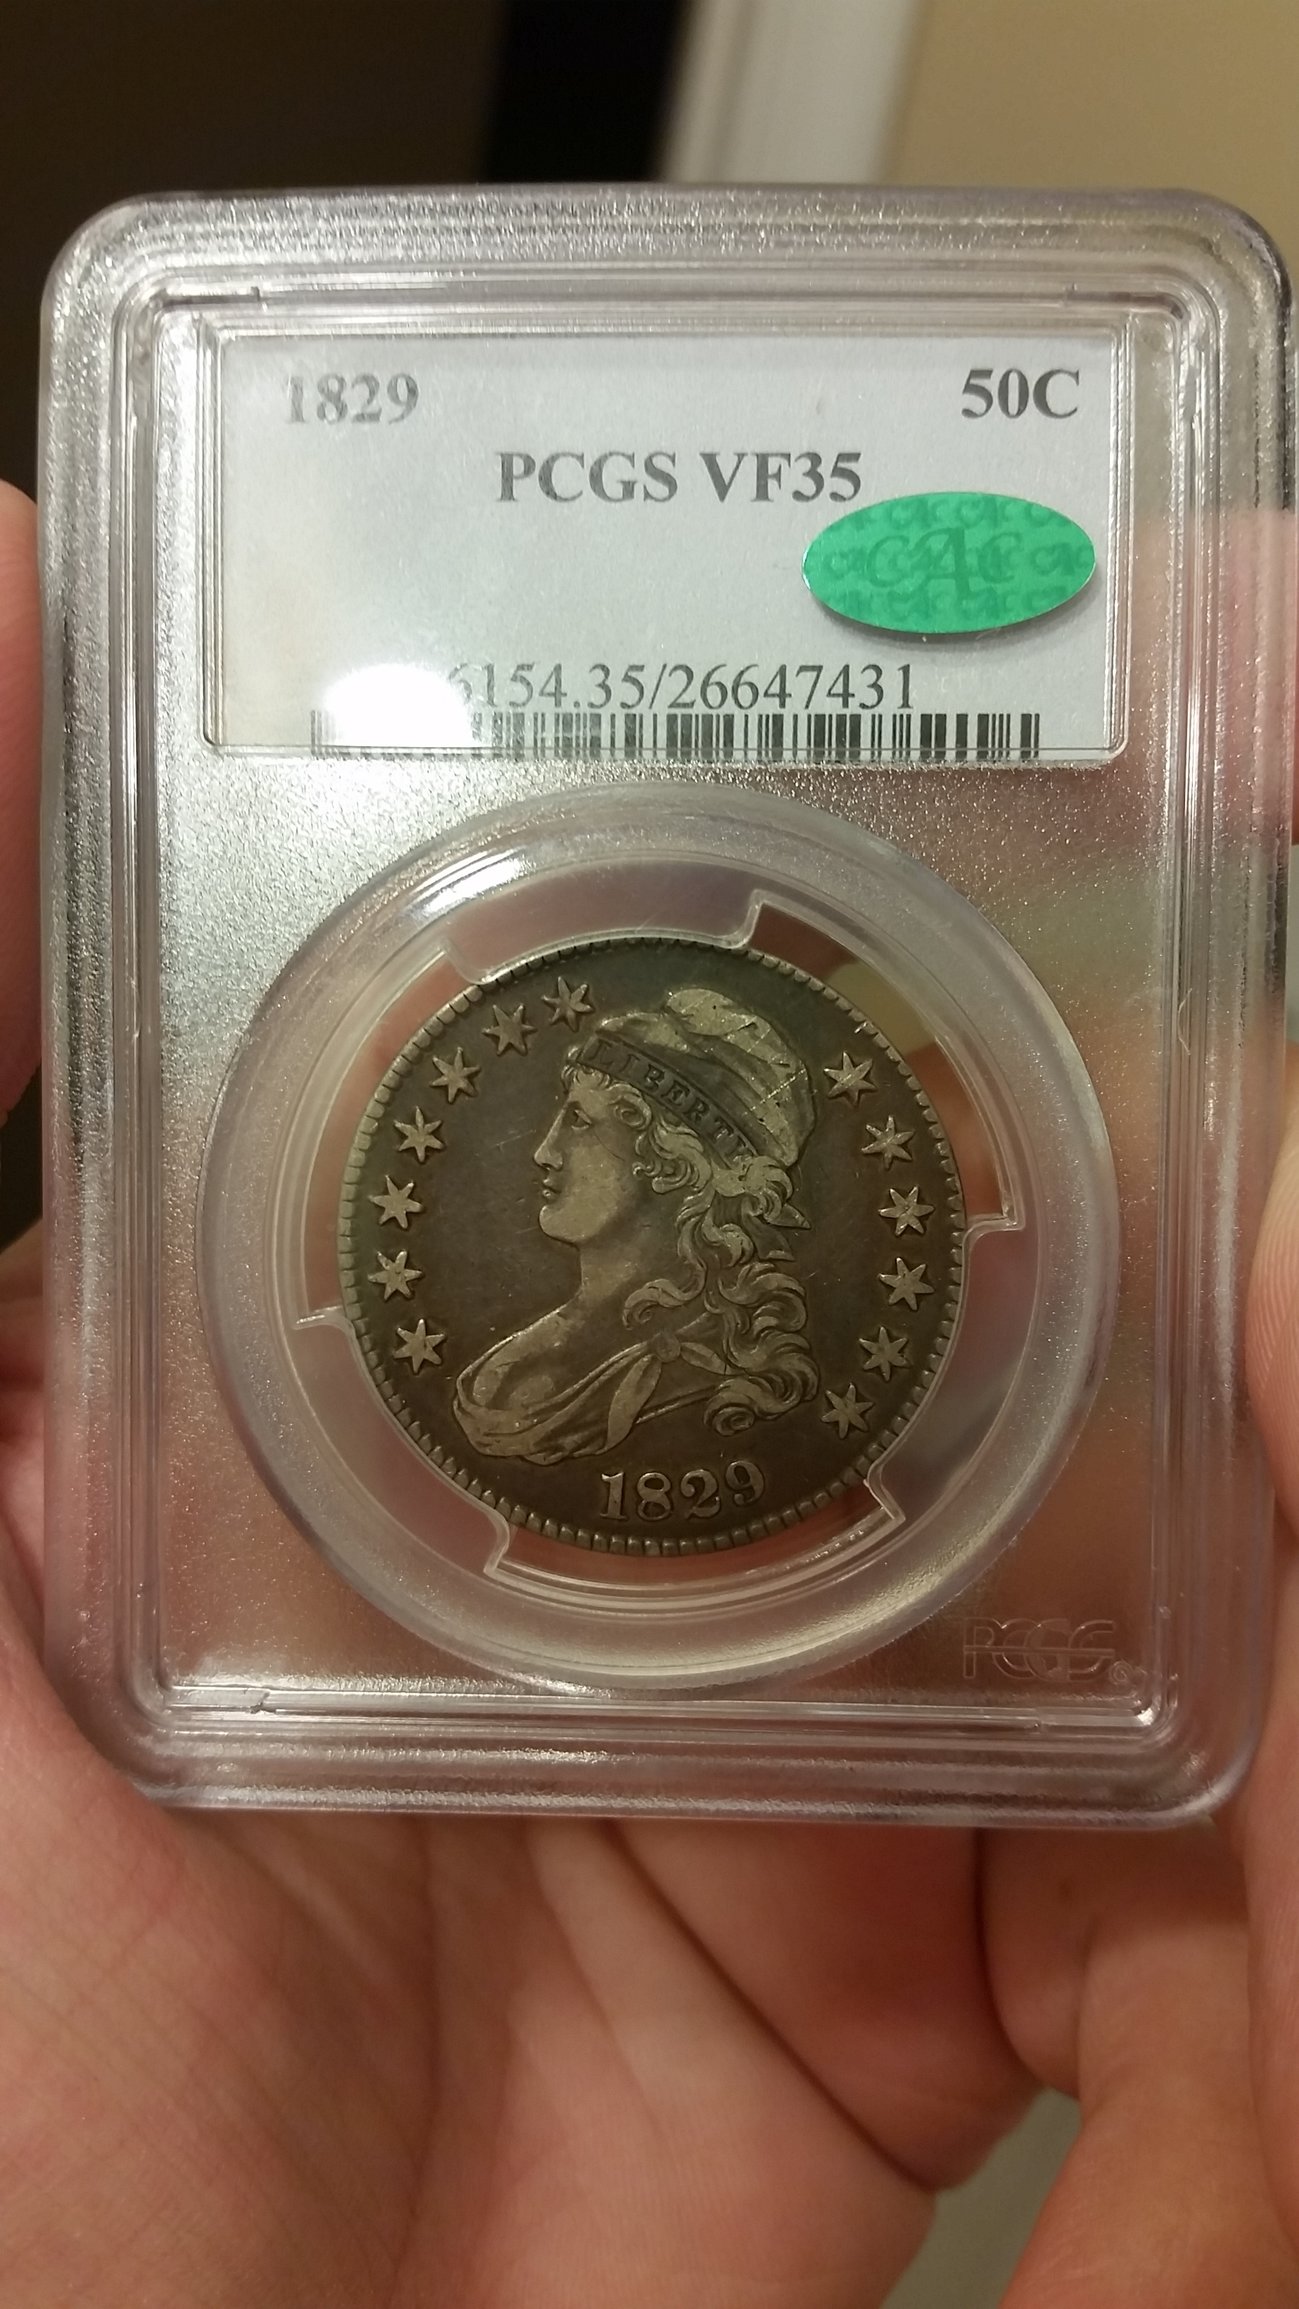 1829 50C
PCGS VF35
CAC
6154.35/26647431
LIBERTY
1829
PCGS